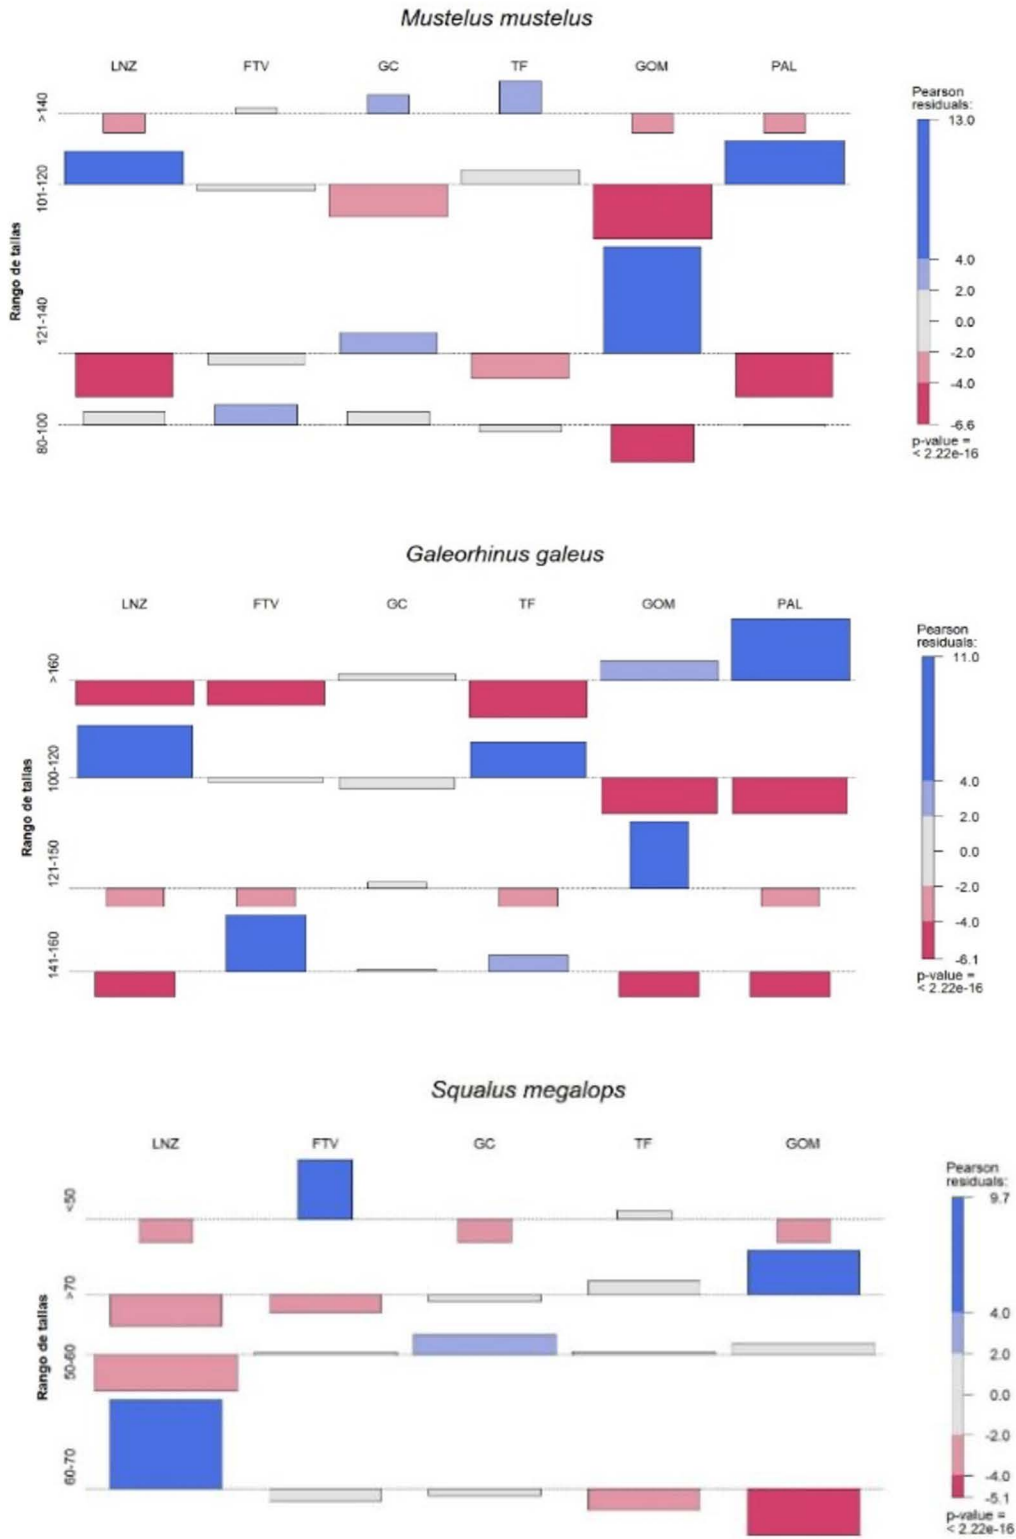 Mustelus mustelus
LNZ FTV GC TF GOM PAL
Pearson
residuals:
13.0
4.0
2.0
0.0
-2.0
-4.0
-6.6
p-value =
< 2.22e-16
Rango de tallas
>140
101-120
121-140
80-100
Galeorhinus galeus
LNZ FTV GC TF GOM PAL
Pearson
residuals:
11.0
4.0
2.0
0.0
-2.0
-4.0
-6.1
p-value =
< 2.22e-16
Rango de tallas
>160
100-120
121-150
141-160
Squalus megalops
LNZ FTV GC TF GOM
Pearson
residuals:
9.7
4.0
2.0
0.0
-2.0
-4.0
-5.1
p-value =
< 2.22e-16
Rango de tallas
<50
>70
50-60
60-70